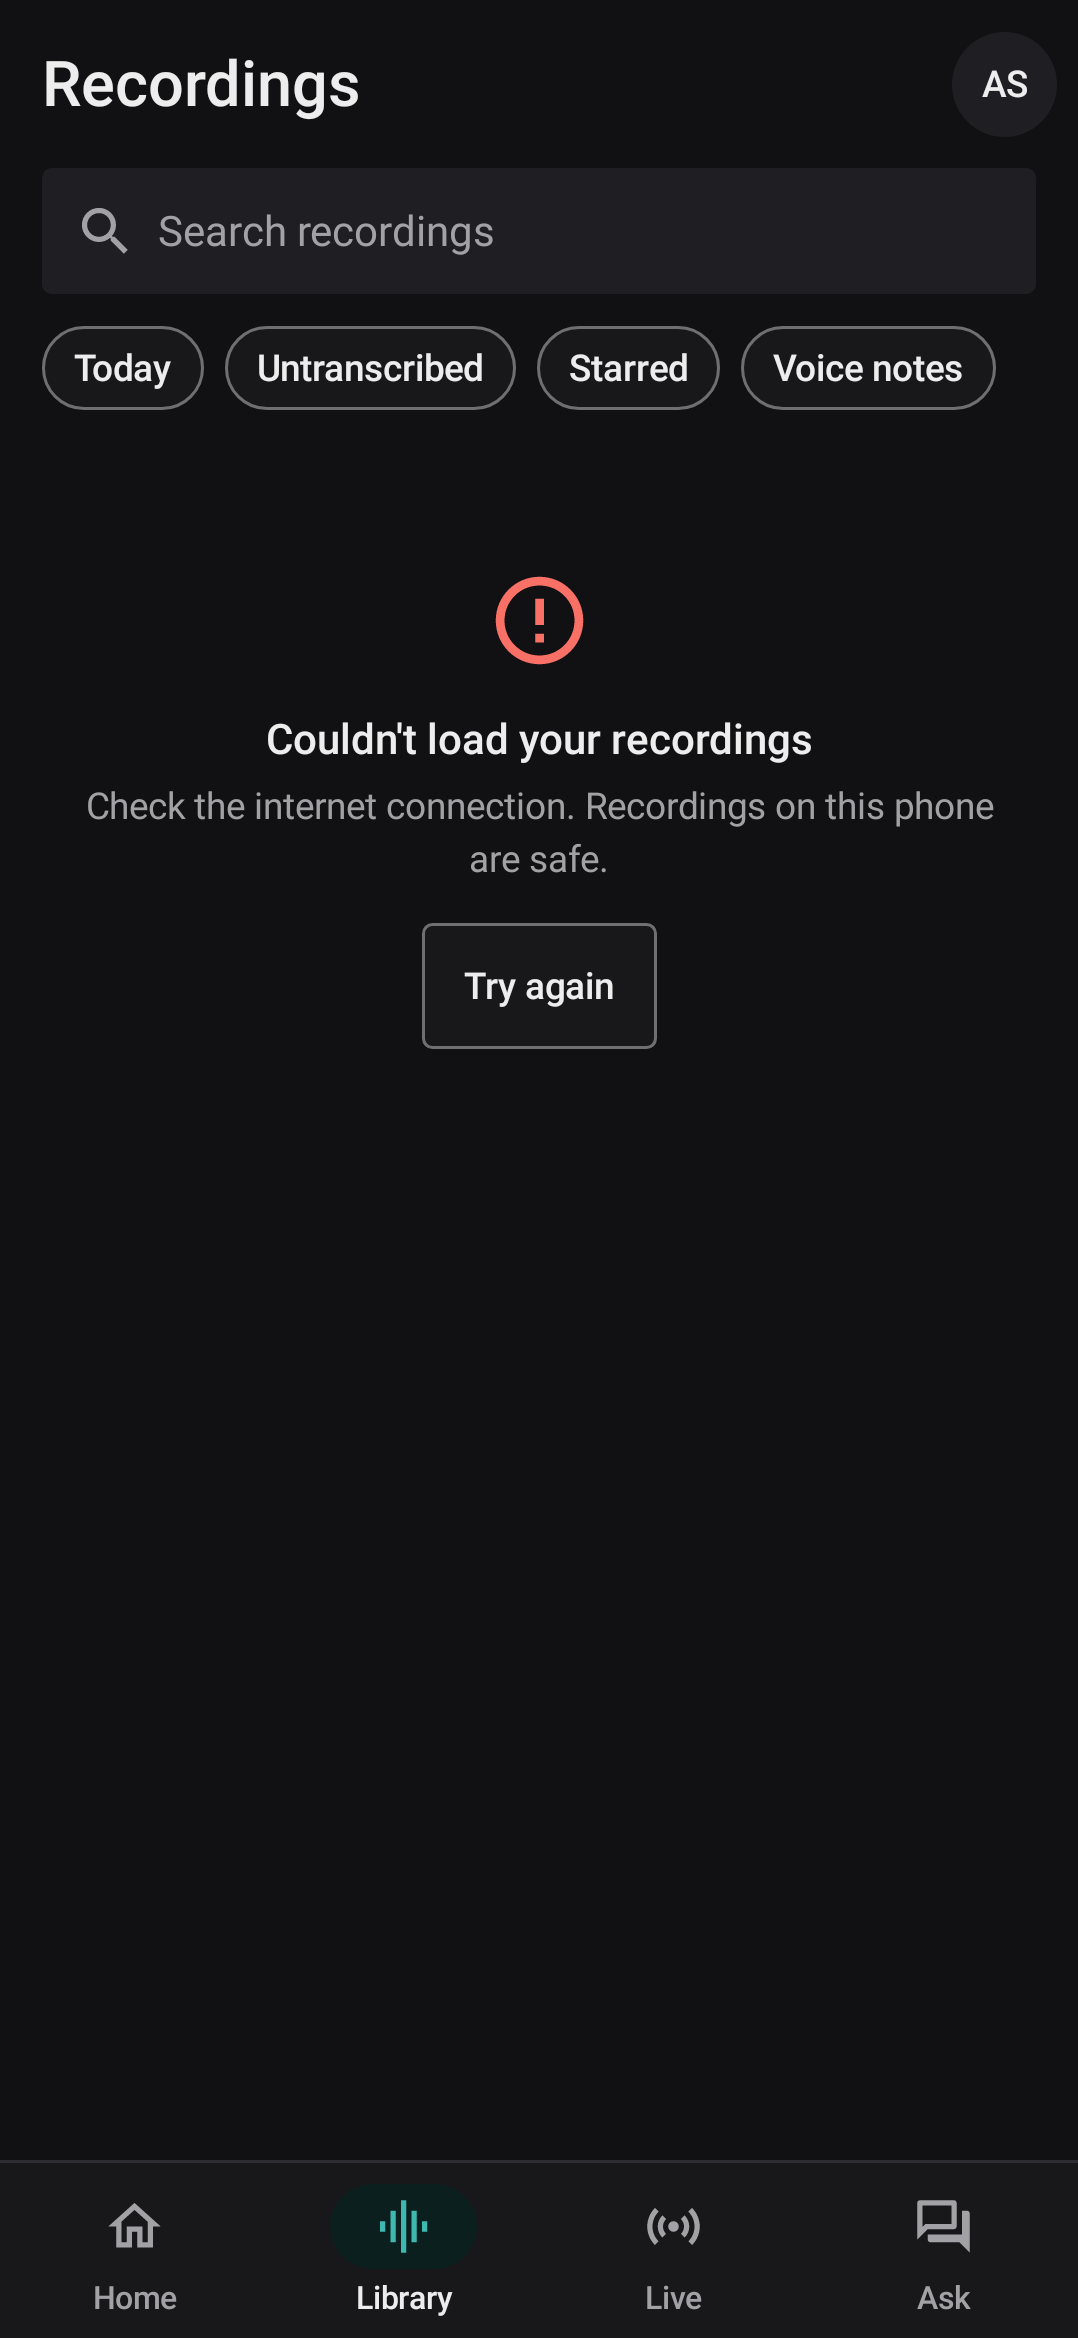 Recordings
AS
Search recordings
Today
Untranscribed
Starred
Voice notes
Couldn't load your recordings
Check the internet connection. Recordings on this phone
are safe.
Try again
Home
Library
Live
Ask